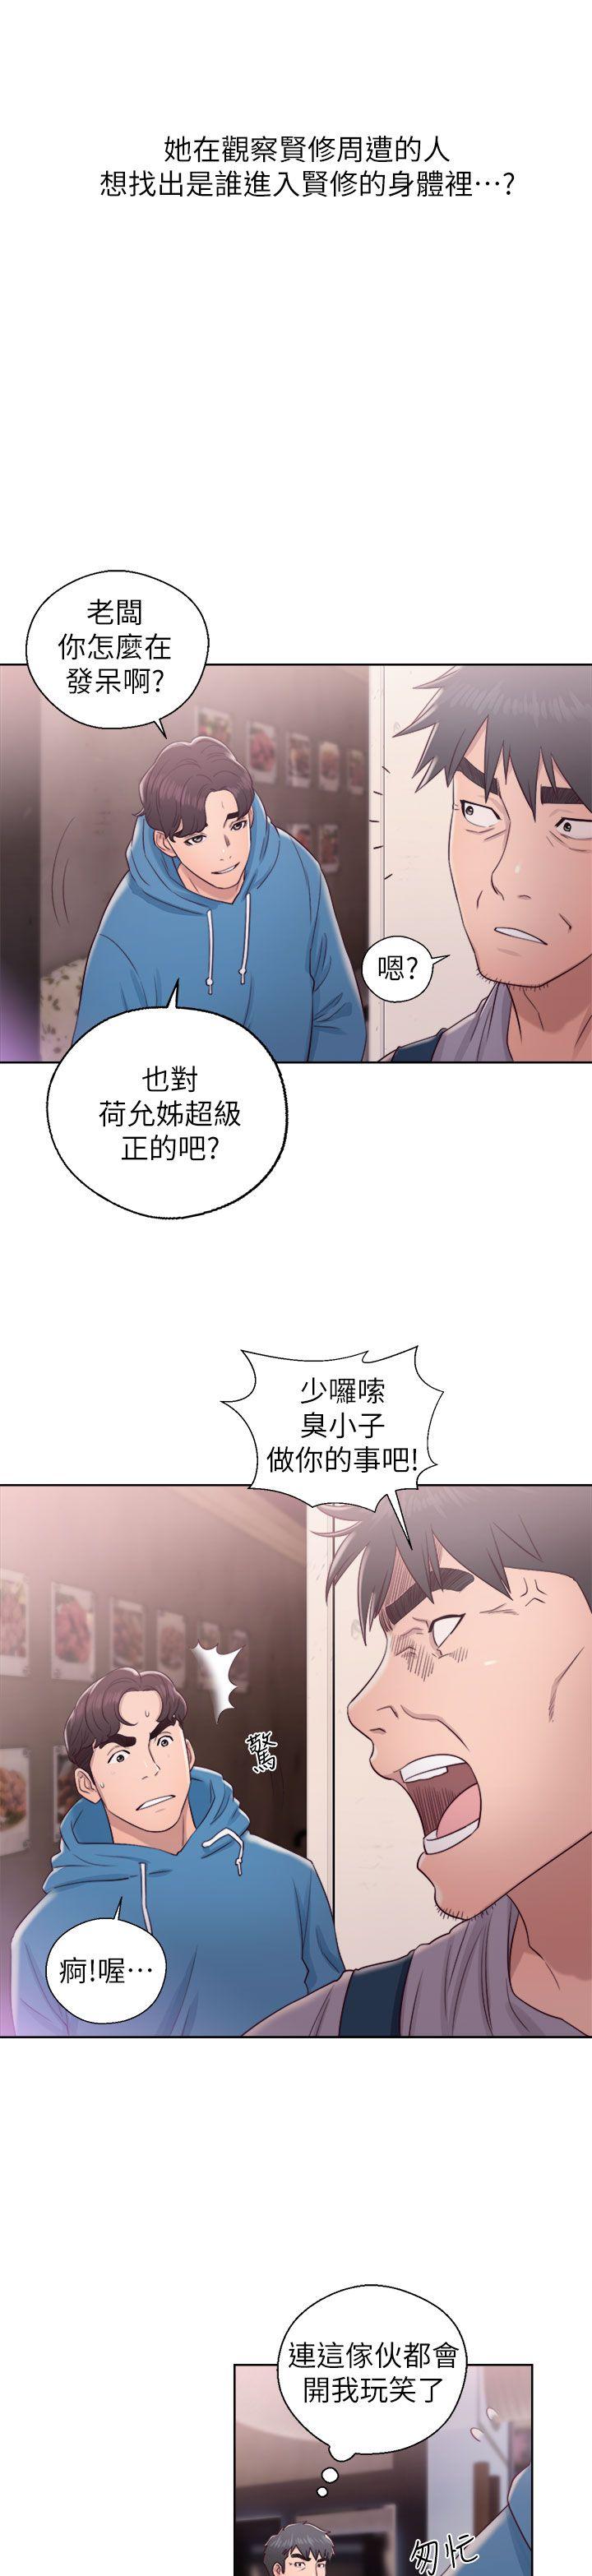 她在觀察賢修周遭的人
想找出是誰進入賢修的身體裡⋯?
老闆
你怎麼在
發呆啊?
嗯?
也對
荷允姊超級
正的吧?
少囉嗦
臭小子
做你的事吧!
驚
痾!喔⋯
連這傢伙都會
開我玩笑了
匆忙